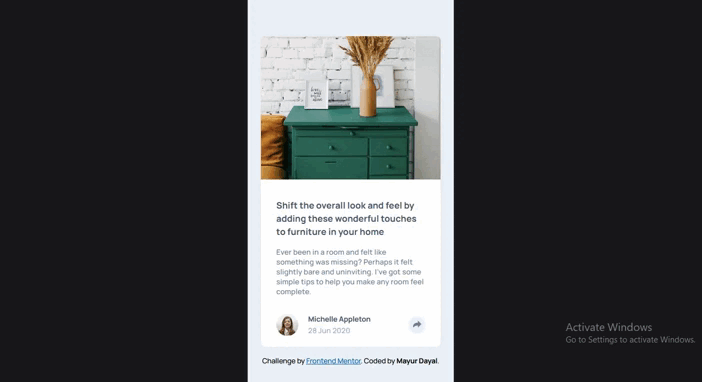 Shift the overall look and feel by
adding these wonderful touches
to furniture in your home
Ever been in a room and felt like
something was missing? Perhaps it felt
slightly bare and uninviting. I've got some
simple tips to help you make any room feel
complete.
Michelle Appleton
28 Jun 2020
Challenge by Frontend Mentor. Coded by Mayur Dayal.
Activate Windows
Go to Settings to activate Windows.